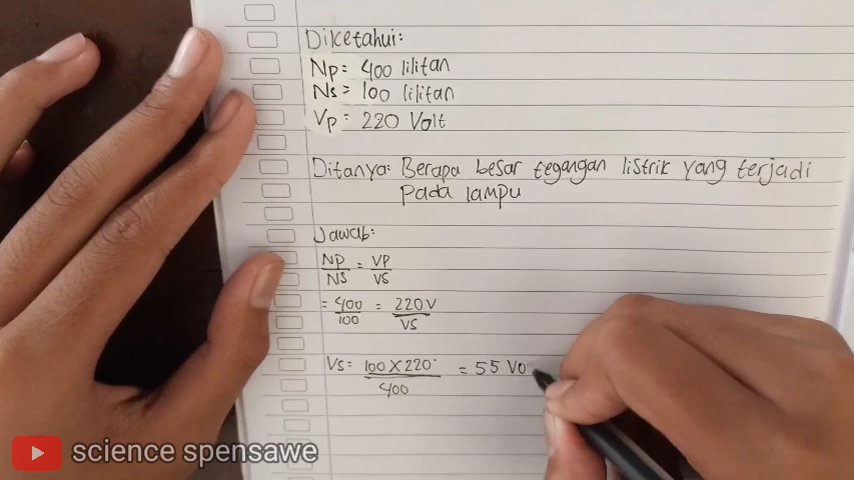 Diketahui:
Np = 400 lilitan
Ns = 100 lilitan
Vp = 220 Volt
Ditanya: Berapa besar tegangan listrik yang terjadi
pada lampu
Jawab:
NP/NS = VP/VS
= 400/100 = 220V/VS
Vs = 100 X 220/400 = 55 Vo
science spensawe